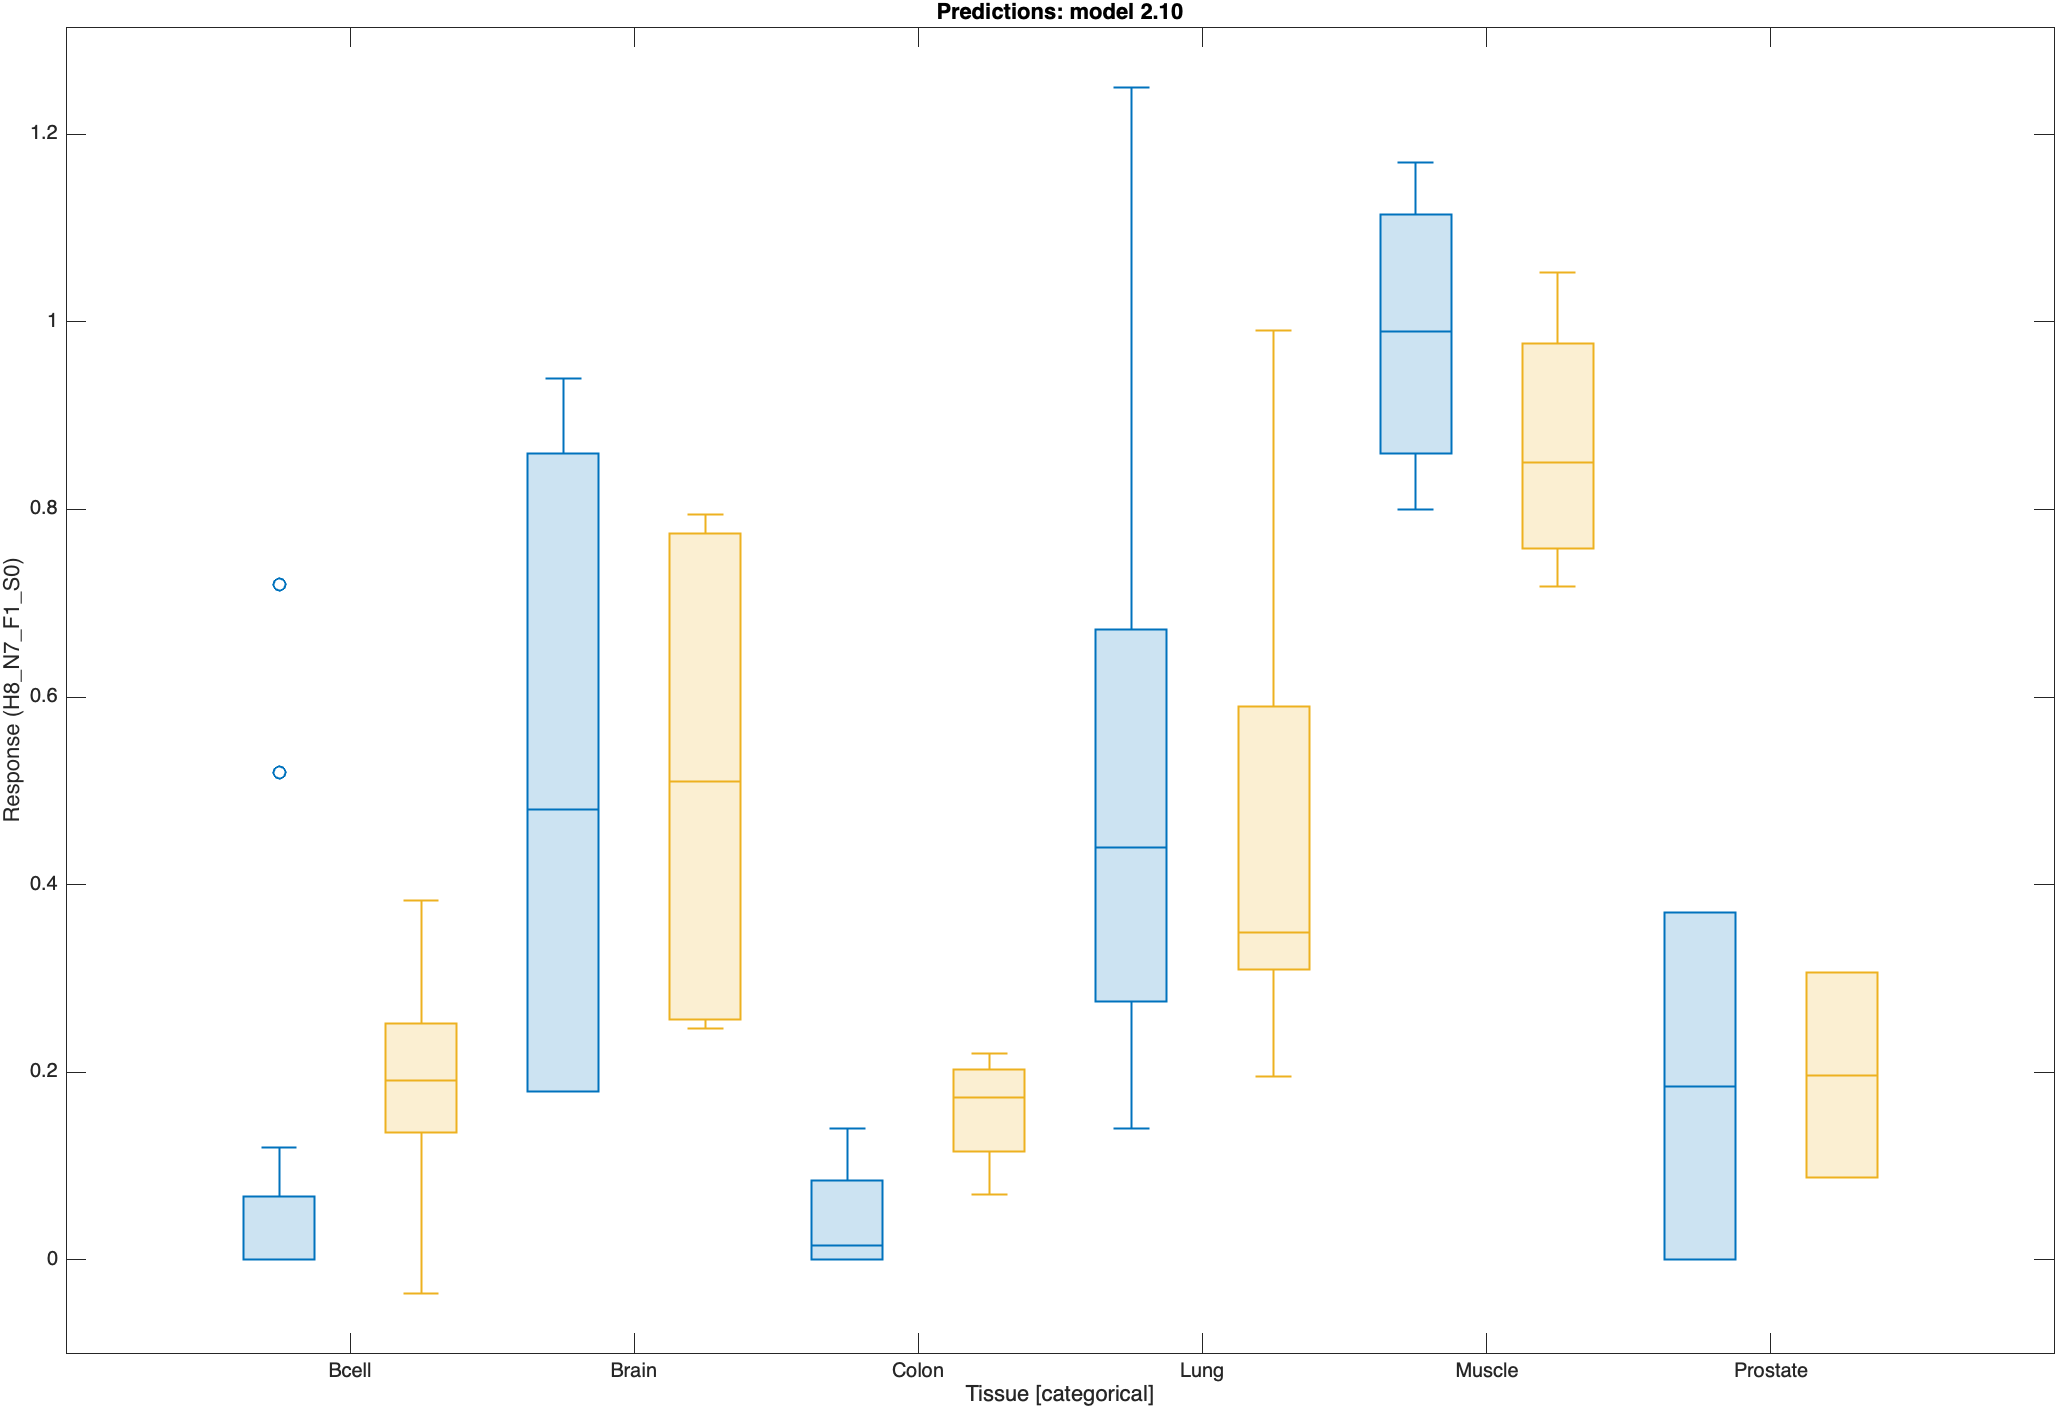 Predictions: model 2.10
1.2
1
0.8
0.6
0.4
0.2
0
Response (H8_N7_F1_S0)
Bcell Brain Colon Lung Muscle Prostate
Tissue [categorical]